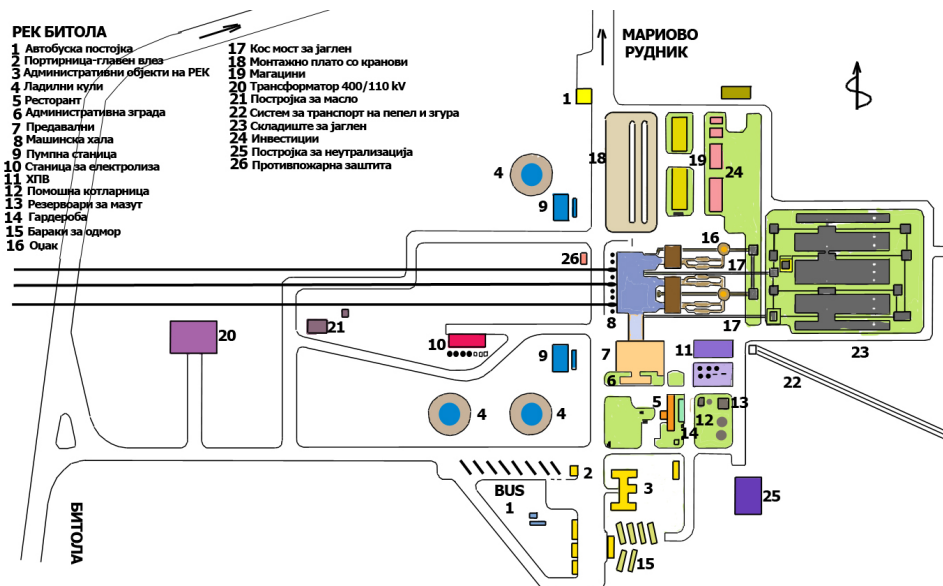 РЕК БИТОЛА
1 Автобуска постојка
2 Портирница-главен влез
3 Административни објекти на РЕК
4 Ладилни кули
5 Ресторант
6 Административна зграда
7 Предавални
8 Машинска хала
9 Пумпна станица
10 Станица за електролиза
11 ХПВ
12 Помошна котларница
13 Резервоари за мазут
14 Гардероба
15 Бараки за одмор
16 Оџак
17 Кос мост за јаглен
18 Монтажно плато со кранови
19 Магацини
20 Трансформатор 400/110 kV
21 Постројка за масло
22 Систем за транспорт на пепел и згура
23 Складиште за јаглен
24 Инвестиции
25 Постројка за неутрализација
26 Противпожарна заштита
МАРИОВО
РУДНИК
1
4
9
18
19
24
16
26
17
8
17
20
21
10
9
7
11
23
6
22
4
4
5
14
12
13
2
BUS
1
3
25
15
БИТОЛА